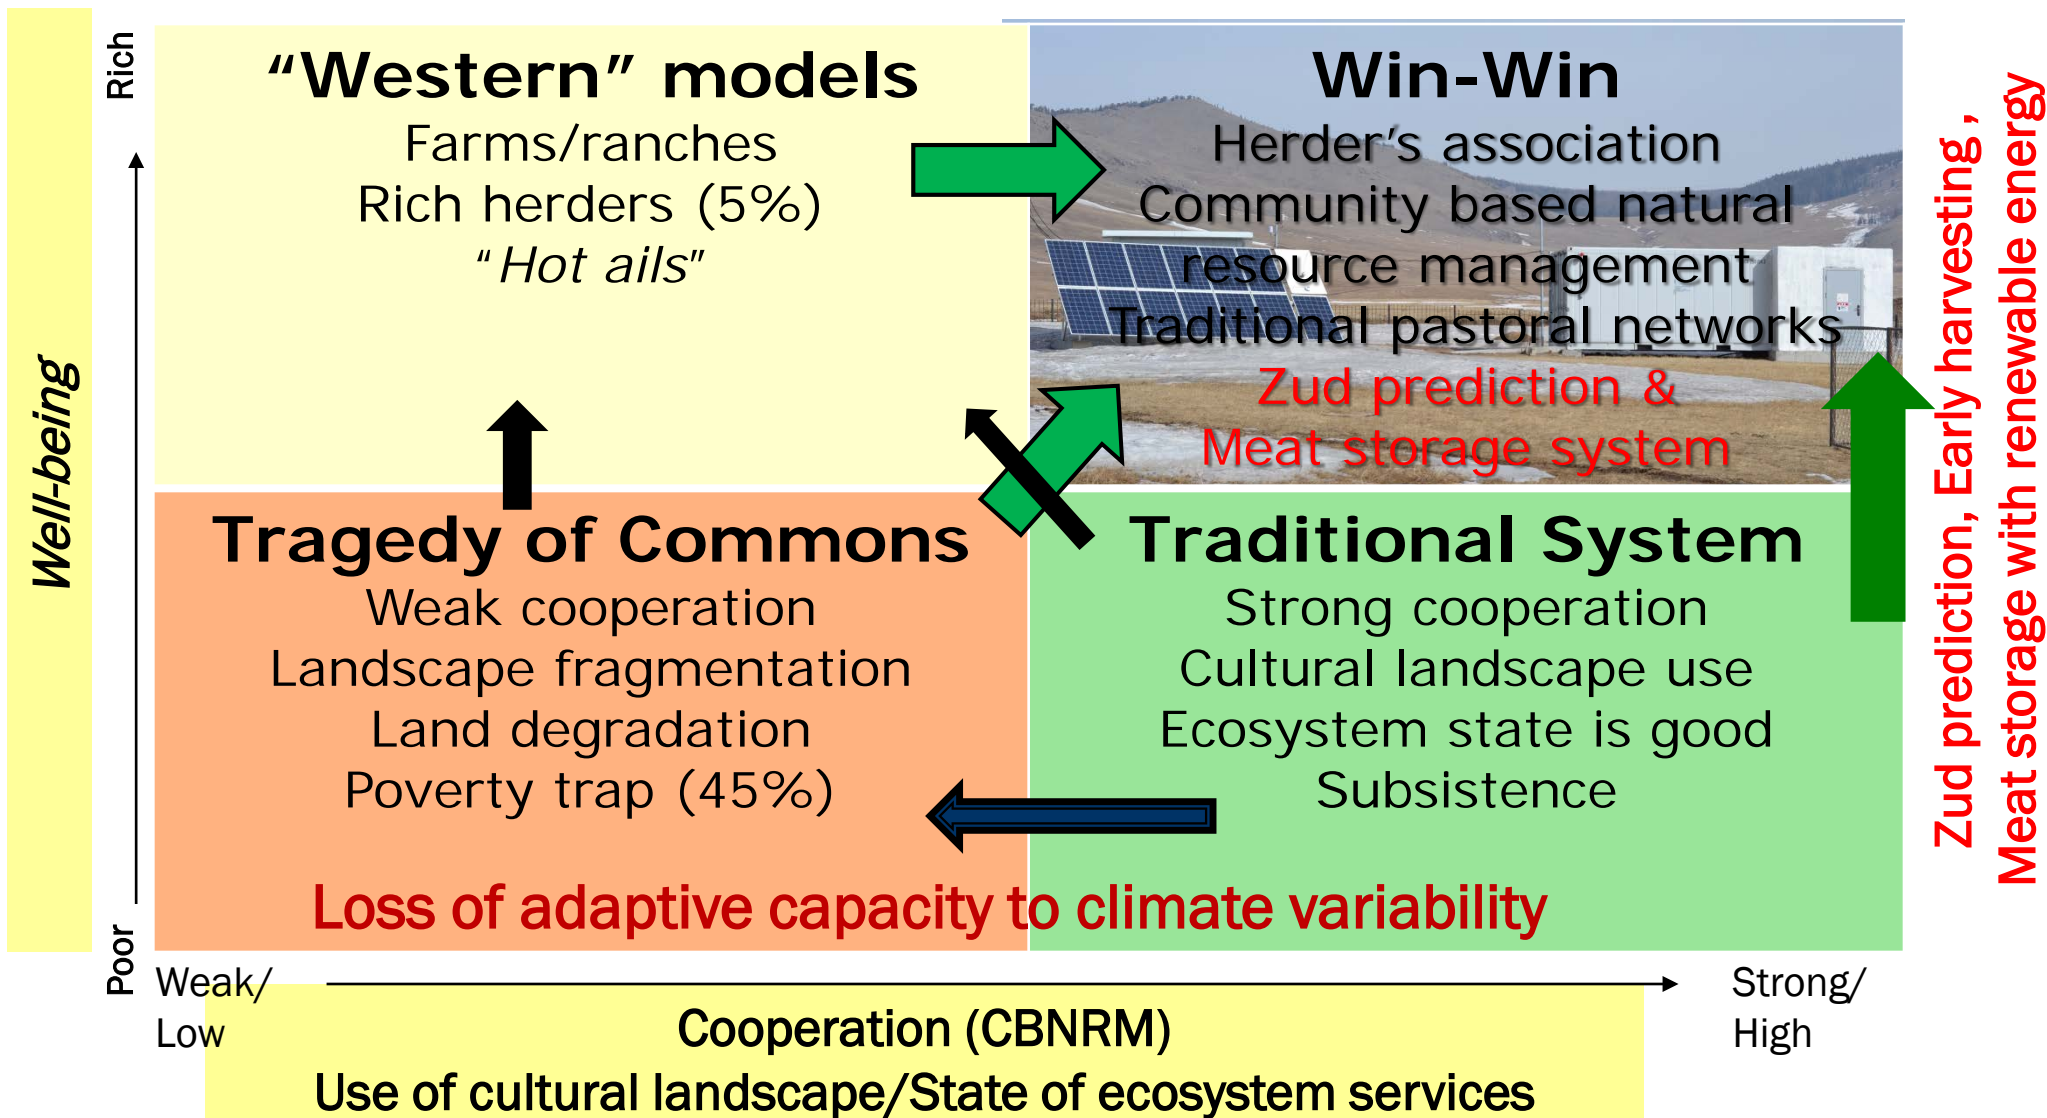 Well-being
Rich
Poor
“Western” models
Farms/ranches
Rich herders (5%)
“Hot ails”
Win-Win
Herder’s association
Community based natural
resource management
Traditional pastoral networks
Zud prediction &
Meat storage system
Tragedy of Commons
Weak cooperation
Landscape fragmentation
Land degradation
Poverty trap (45%)
Traditional System
Strong cooperation
Cultural landscape use
Ecosystem state is good
Subsistence
Loss of adaptive capacity to climate variability
Zud prediction, Early harvesting ,
Meat storage with renewable energy
Weak/
Low
Strong/
High
Cooperation (CBNRM)
Use of cultural landscape/State of ecosystem services